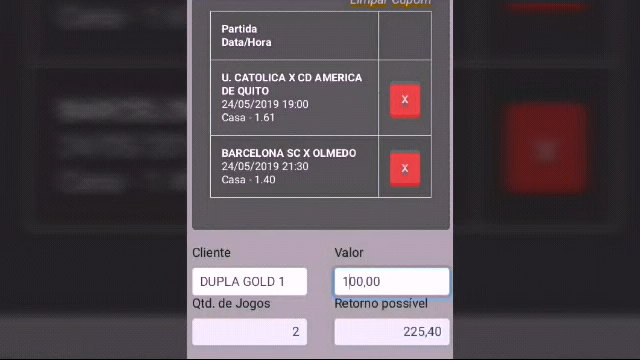 Limpar Cupom
Partida
Data/Hora
U. CATOLICA X CD AMERICA
DE QUITO
24/05/2019 19:00
Casa - 1.61
X
BARCELONA SC X OLMEDO
24/05/2019 21:30
Casa - 1.40
X
Cliente
Valor
DUPLA GOLD 1
100,00
Qtd. de Jogos
Retorno possível
2
225,40